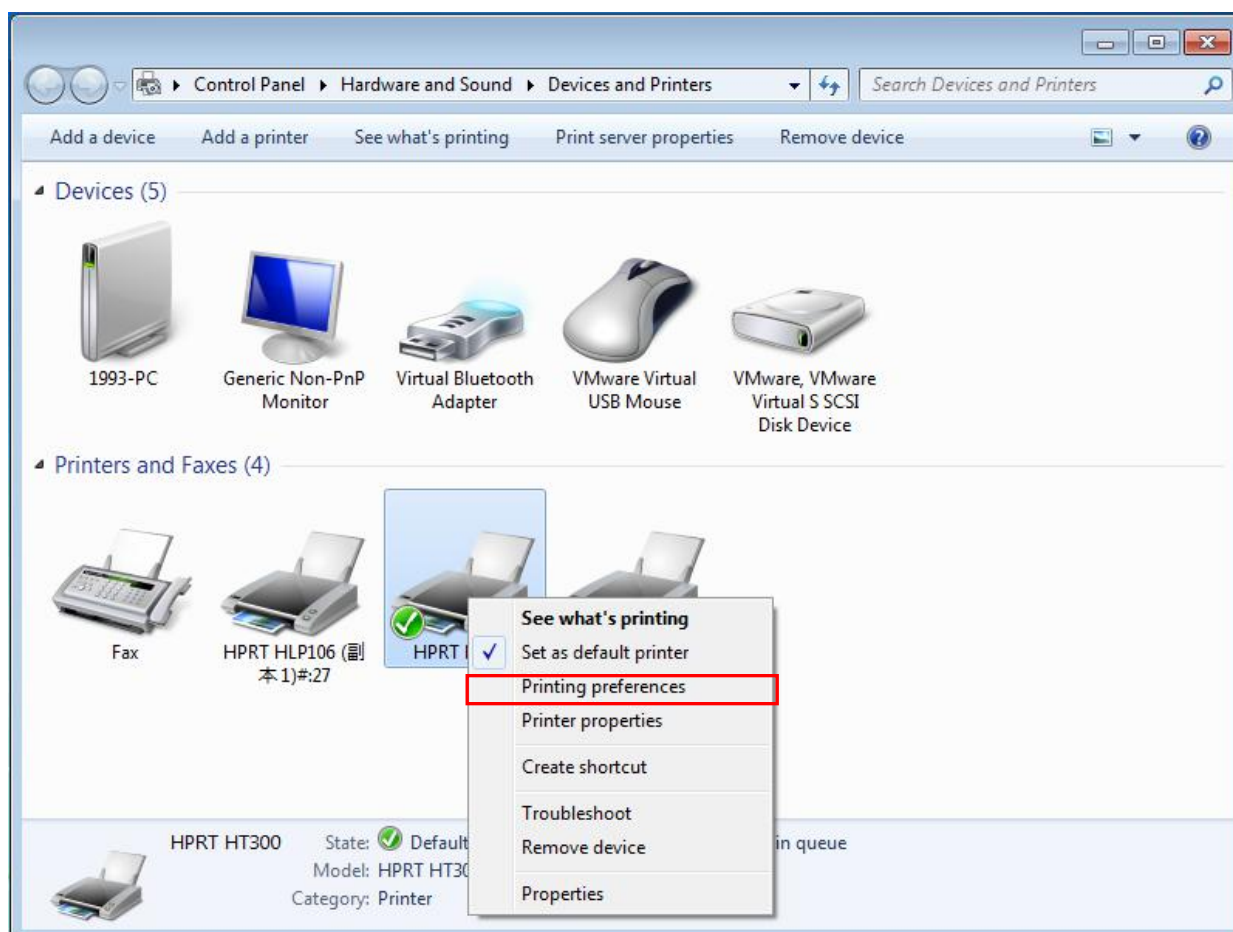 Control Panel Hardware and Sound Devices and Printers Search Devices and Printers
Add a device Add a printer See what's printing Print server properties Remove device
Devices (5)
1993-PC
Generic Non-PnP
Monitor
Virtual Bluetooth
Adapter
VMware Virtual
USB Mouse
VMware, VMware
Virtual S SCSI
Disk Device
Printers and Faxes (4)
Fax
HPRT HLP106 (副
本 1)#:27
HPRT
See what's printing
Set as default printer
Printing preferences
Printer properties
Create shortcut
Troubleshoot
Remove device
Properties
HPRT HT300 State: Default in queue
Model: HPRT HT30
Category: Printer